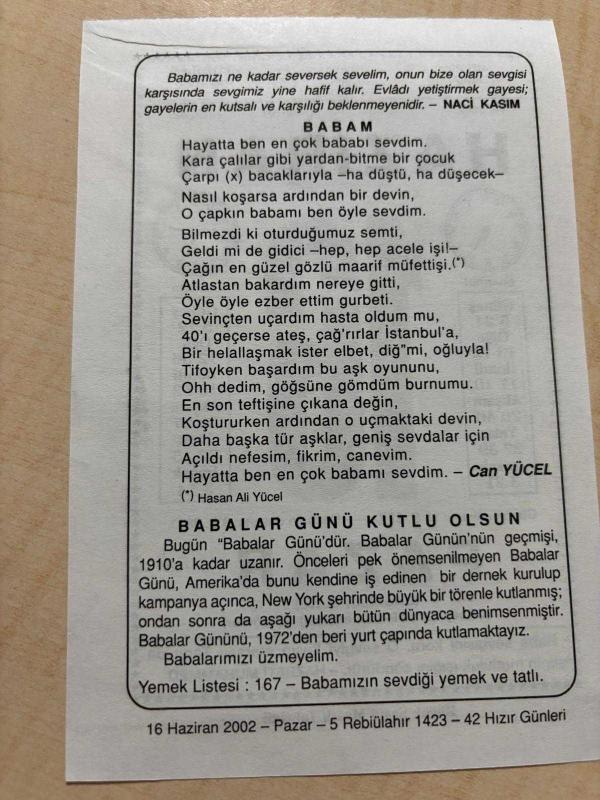 Babamızı ne kadar seversek sevelim, onun bize olan sevgisi
karşısında sevgimiz yine hafif kalır. Evlâdı yetiştirmek gayesi;
gayelerin en kutsalı ve karşılığı beklenmeyenidir. – NACİ KASIM
BABAM
Hayatta ben en çok bababı sevdim.
Kara çalılar gibi yardan-bitme bir çocuk
Çarpı (x) bacaklarıyla –ha düştü, ha düşecek–
Nasıl koşarsa ardından bir devin,
O çapkın babamı ben öyle sevdim.
Bilmezdi ki oturduğumuz semti,
Geldi mi de gidici –hep, hep acele işi!–
Çağın en güzel gözlü maarif müfettişi.(*)
Atlastan bakardım nereye gitti,
Öyle öyle ezber ettim gurbeti.
Sevinçten uçardım hasta oldum mu,
40'ı geçerse ateş, çağ'rırlar İstanbul'a,
Bir helallaşmak ister elbet, diğ"mi, oğluyla!
Tifoyken başardım bu aşk oyununu,
Ohh dedim, göğsüne gömdüm burnumu.
En son teftişine çıkana değin,
Koştururken ardından o uçmaktaki devin,
Daha başka tür aşklar, geniş sevdalar için
Açıldı nefesim, fikrim, canevim.
Hayatta ben en çok babamı sevdim. – Can YÜCEL
(*) Hasan Ali Yücel
BABALAR GÜNÜ KUTLU OLSUN
Bugün "Babalar Günü'dür. Babalar Günün'nün geçmişi,
1910'a kadar uzanır. Önceleri pek önemsenilmeyen Babalar
Günü, Amerika'da bunu kendine iş edinen bir dernek kurulup
kampanya açınca, New York şehrinde büyük bir törenle kutlanmış;
ondan sonra da aşağı yukarı bütün dünyaca benimsenmiştir.
Babalar Gününü, 1972'den beri yurt çapında kutlamaktayız.
Babalarımızı üzmeyelim.
Yemek Listesi : 167 – Babamızın sevdiği yemek ve tatlı.
16 Haziran 2002 – Pazar – 5 Rebiülahır 1423 – 42 Hızır Günleri